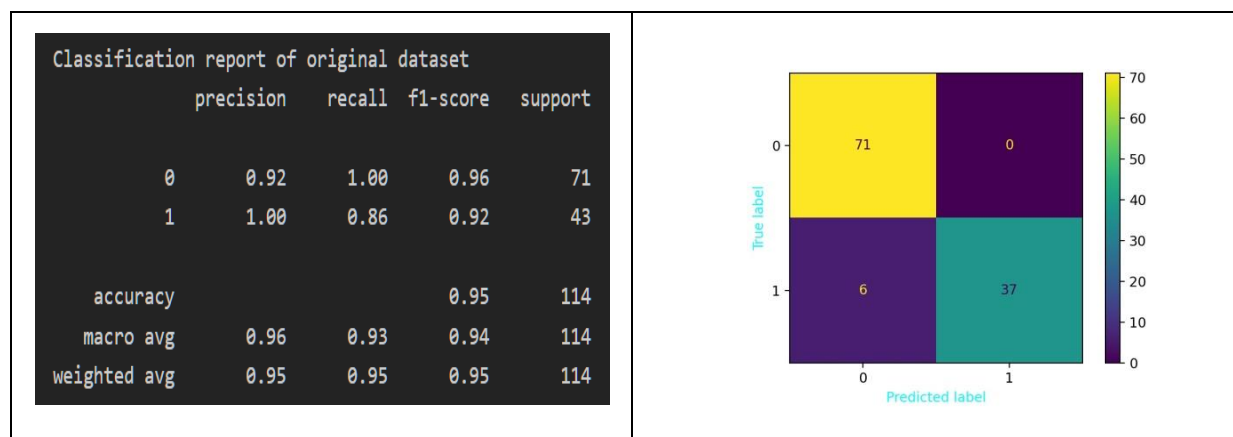 Classification report of original dataset
precision recall f1-score support
0 0.92 1.00 0.96 71
1 1.00 0.86 0.92 43
accuracy 0.95 114
macro avg 0.96 0.93 0.94 114
weighted avg 0.95 0.95 0.95 114
70
60
50
40
30
20
10
0
True label
0
71 0
1
6 37
0 1
Predicted label